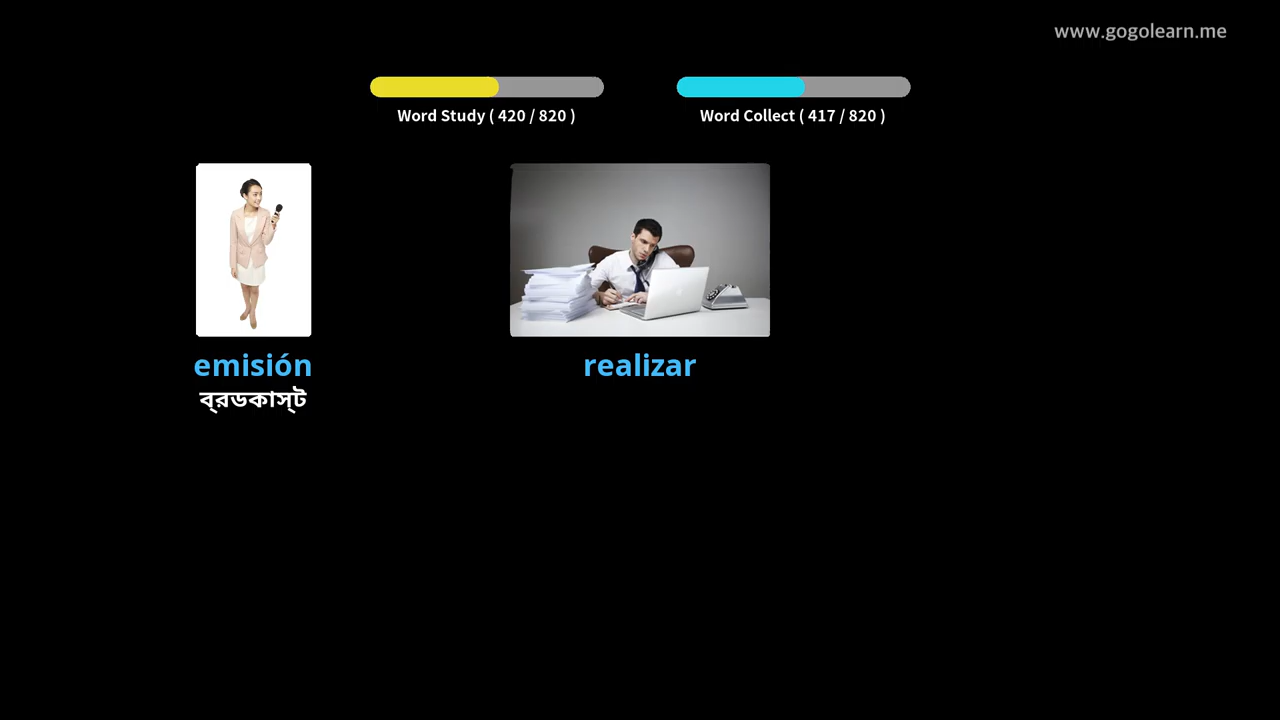 www.gogolearn.me
Word Study ( 420 / 820 )
Word Collect ( 417 / 820 )
emisión
ব্রডকাস্ট
realizar